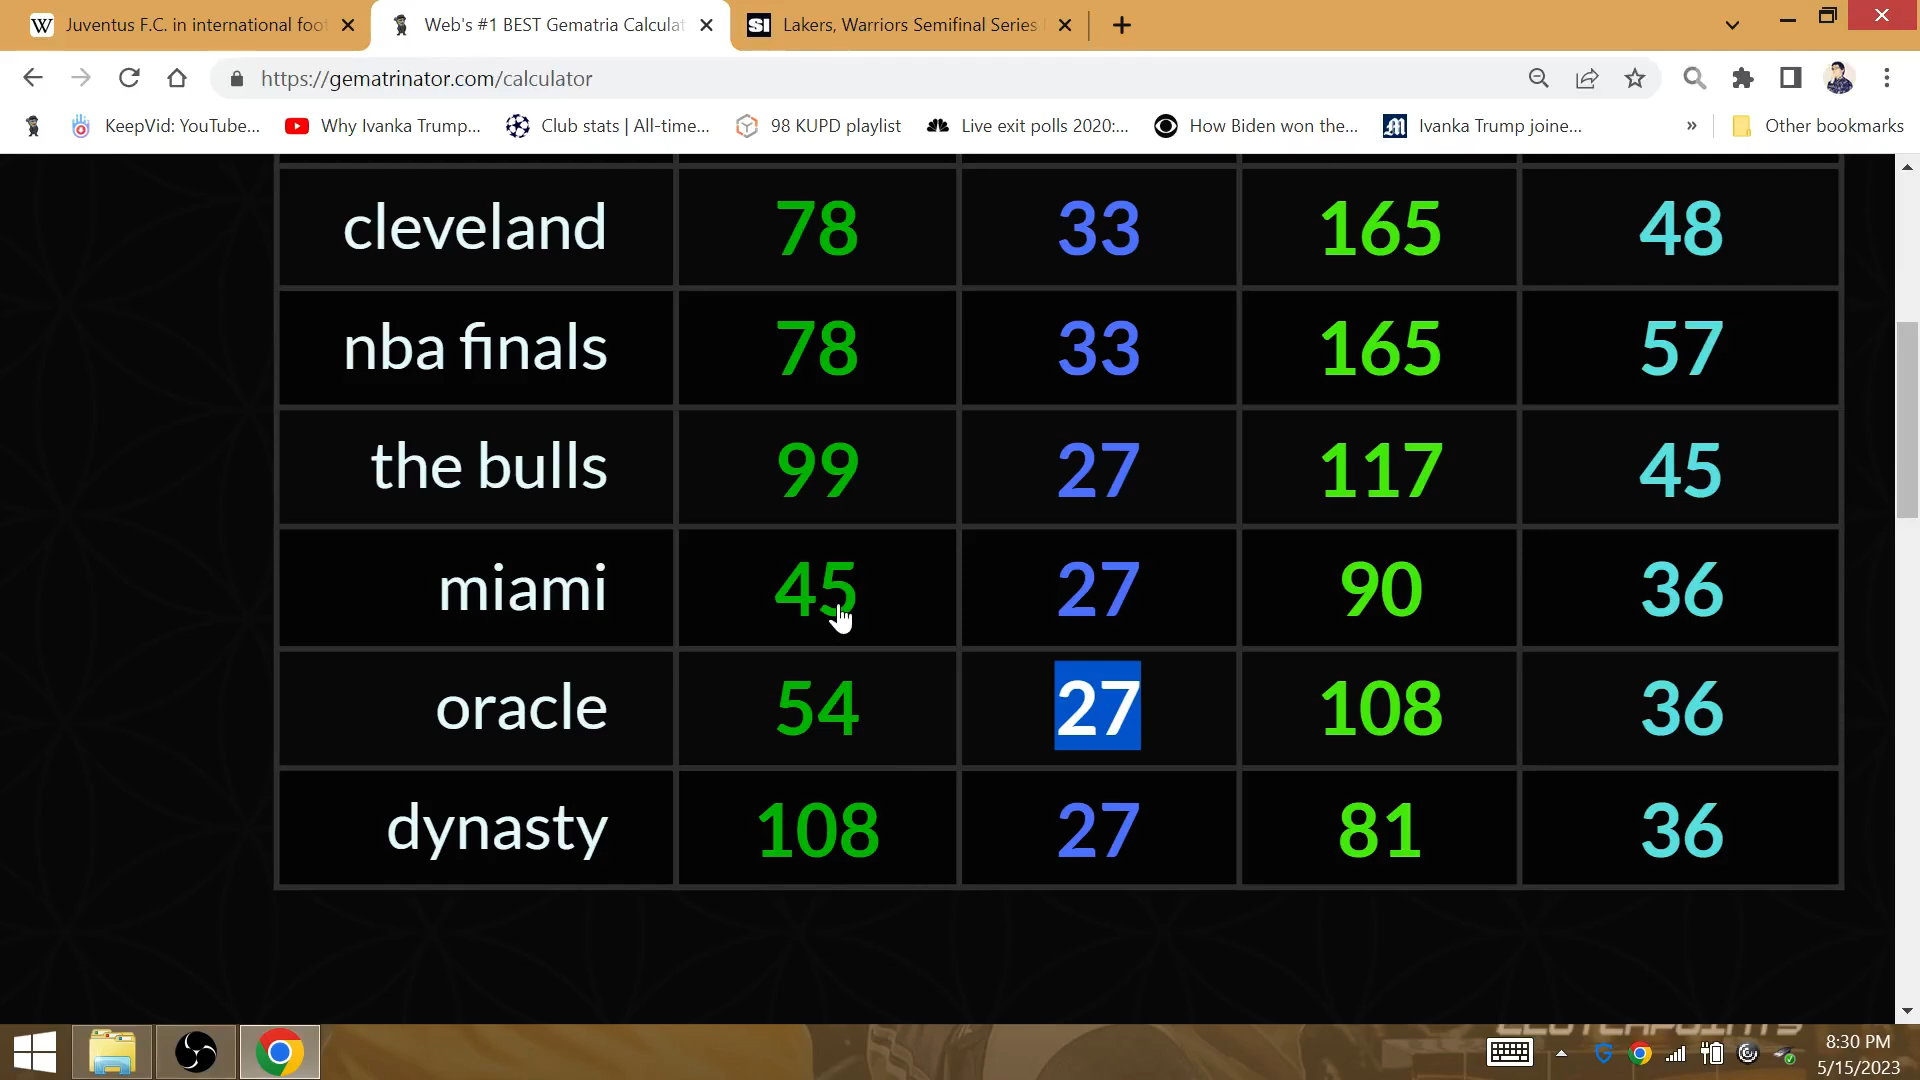 Juventus F.C. in international foot
Web's #1 BEST Gematria Calculat
SI Lakers, Warriors Semifinal Series
https://gematrinator.com/calculator
KeepVid: YouTube... Why Ivanka Trump... Club stats | All-time... 98 KUPD playlist Live exit polls 2020:... How Biden won the... Ivanka Trump joine... » Other bookmarks
cleveland 78 33 165 48
nba finals 78 33 165 57
the bulls 99 27 117 45
miami 45 27 90 36
oracle 54 27 108 36
dynasty 108 27 81 36
8:30 PM
5/15/2023